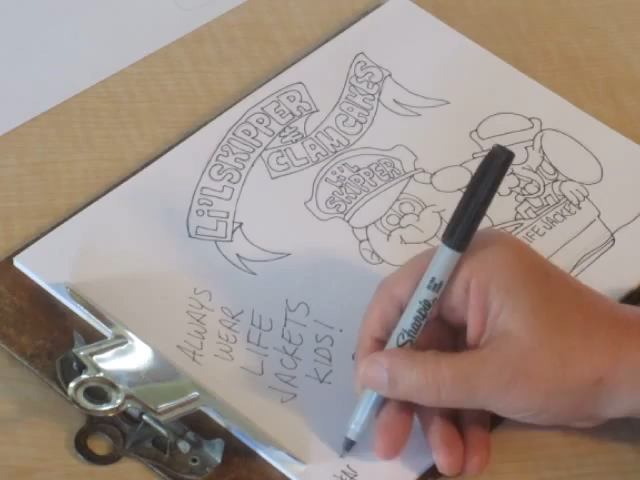 LI'L SKIPPER
&
CLAM CAKES
LI'L
SKIPPER
LIFE JACKET
ALWAYS
WEAR
LIFE
JACKETS
KIDS!
Sharpie